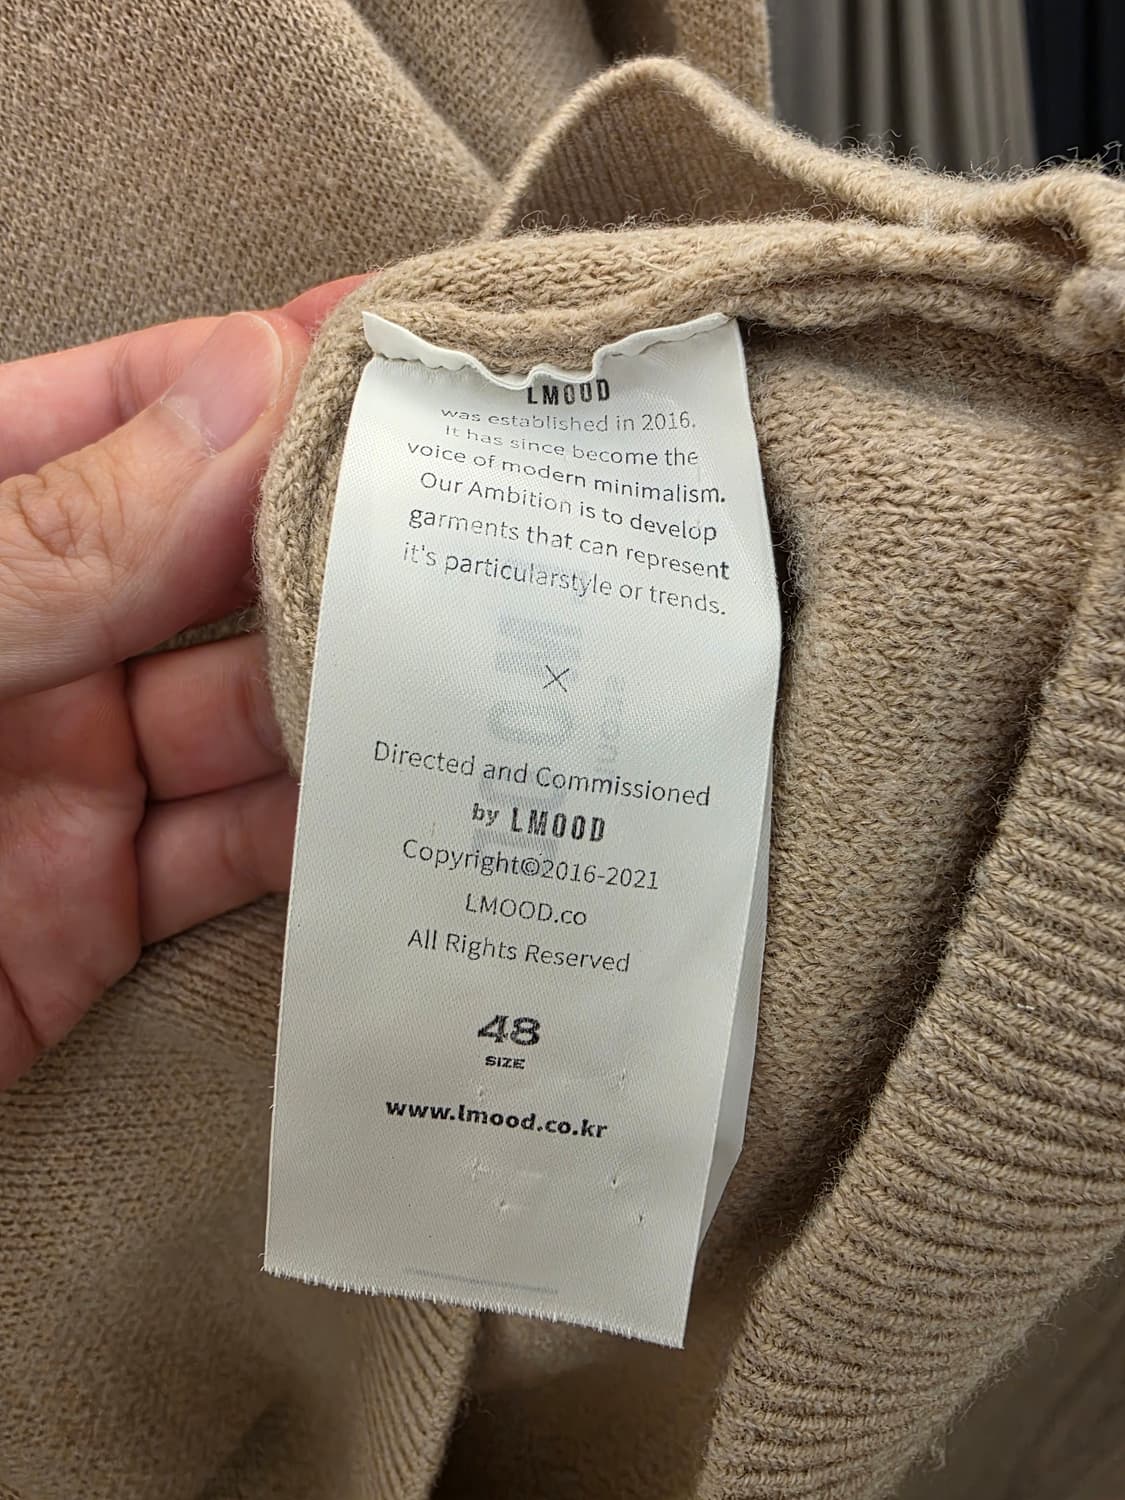 LMOOD
was established in 2016.
It has since become the
voice of modern minimalism.
Our Ambition is to develop
garments that can represent
it's particularstyle or trends.
×
Directed and Commissioned
by LMOOD
Copyright©2016-2021
LMOOD.co
All Rights Reserved
48
SIZE
www.lmood.co.kr